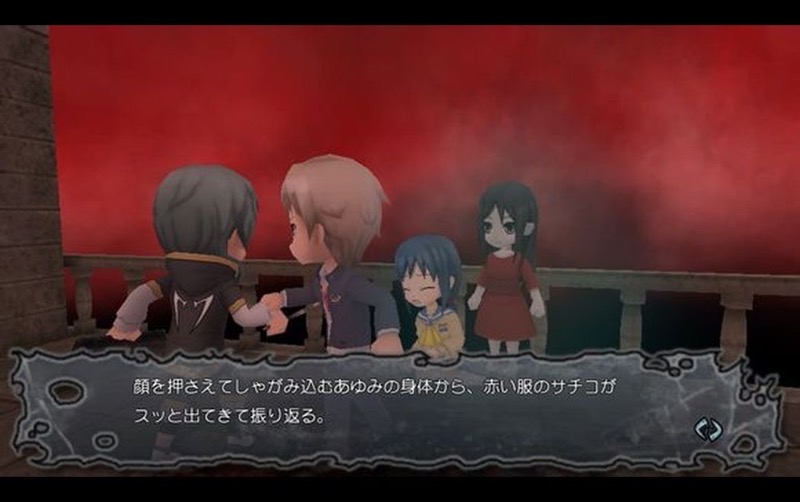 顔を押さえてしゃがみ込むあゆみの身体から、赤い服のサチコが
スッと出てきて振り返る。